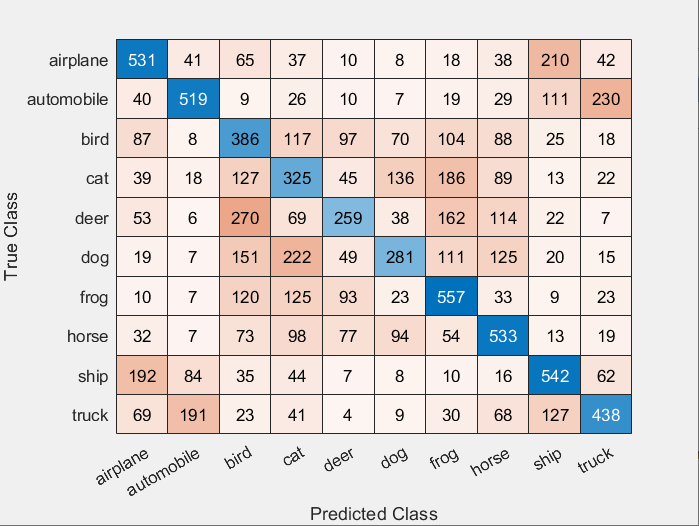 airplane 531 41 65 37 10 8 18 38 210 42
automobile 40 519 9 26 10 7 19 29 111 230
bird 87 8 386 117 97 70 104 88 25 18
cat 39 18 127 325 45 136 186 89 13 22
deer 53 6 270 69 259 38 162 114 22 7
dog 19 7 151 222 49 281 111 125 20 15
frog 10 7 120 125 93 23 557 33 9 23
horse 32 7 73 98 77 94 54 533 13 19
ship 192 84 35 44 7 8 10 16 542 62
truck 69 191 23 41 4 9 30 68 127 438
airplane automobile bird cat deer dog frog horse ship truck
True Class
Predicted Class